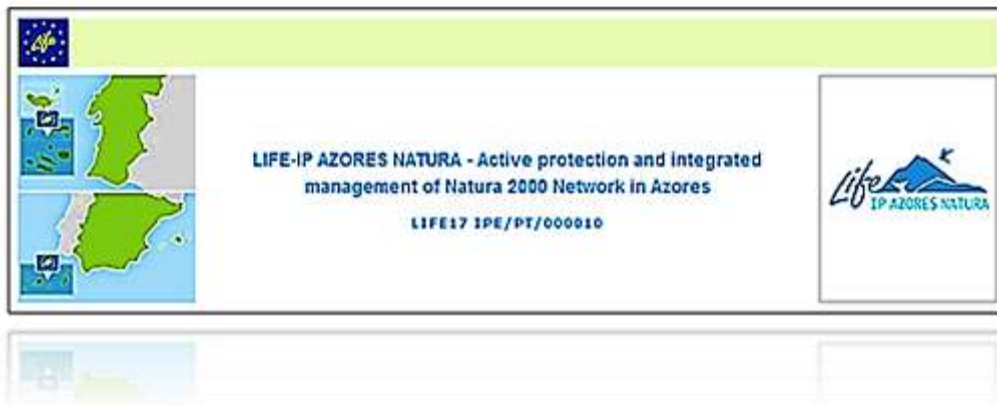 Life
LIFE-IP AZORES NATURA - Active protection and integrated
management of Natura 2000 Network in Azores
LIFE17 IPE/PT/000010
Life
IP AZORES NATURA